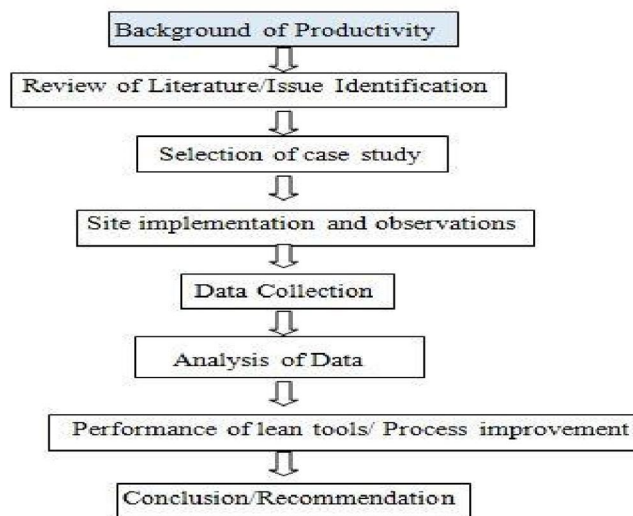 Background of Productivity
Review of Literature/Issue Identification
Selection of case study
Site implementation and observations
Data Collection
Analysis of Data
Performance of lean tools/ Process improvement
Conclusion/Recommendation